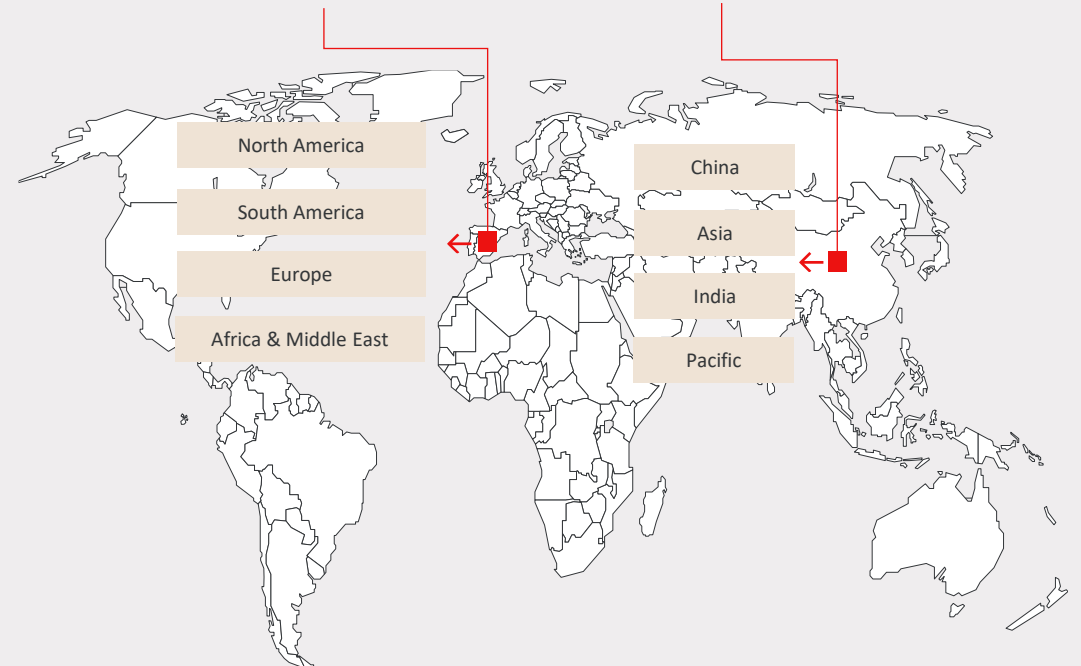 North America
South America
Europe
Africa & Middle East
China
Asia
India
Pacific